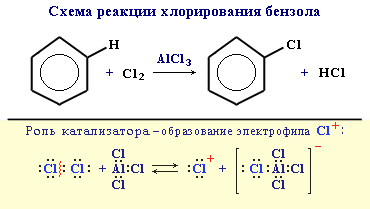 Схема реакции хлорирования бензола
H Cl
+ Cl₂ AlCl₃ + HCl
Роль катализатора – образование электрофила Cl⁺:
Cl Cl
:Cl:Cl: + Al:Cl ⇌ :Cl⁺ + [:Cl:Al:Cl]⁻
Cl Cl